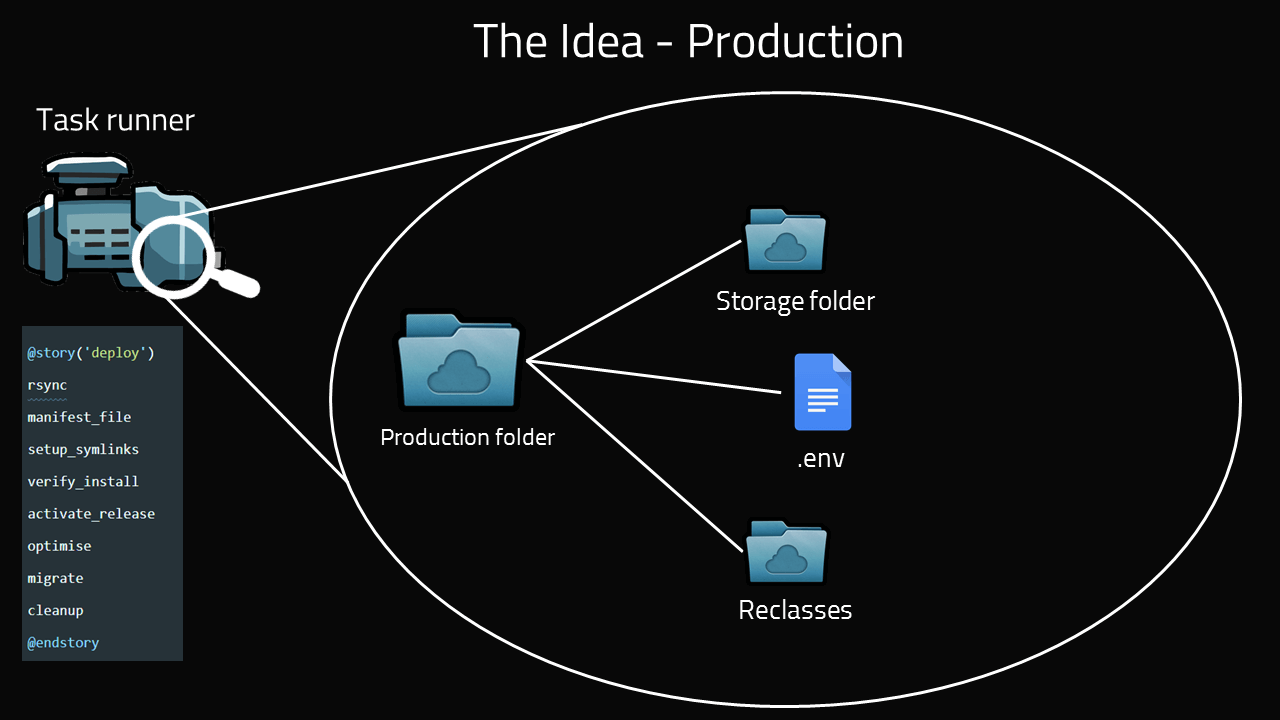 The Idea - Production
Task runner
@story('deploy')
rsync
manifest_file
setup_symlinks
verify_install
activate_release
optimise
migrate
cleanup
@endstory
Production folder
Storage folder
.env
Reclasses